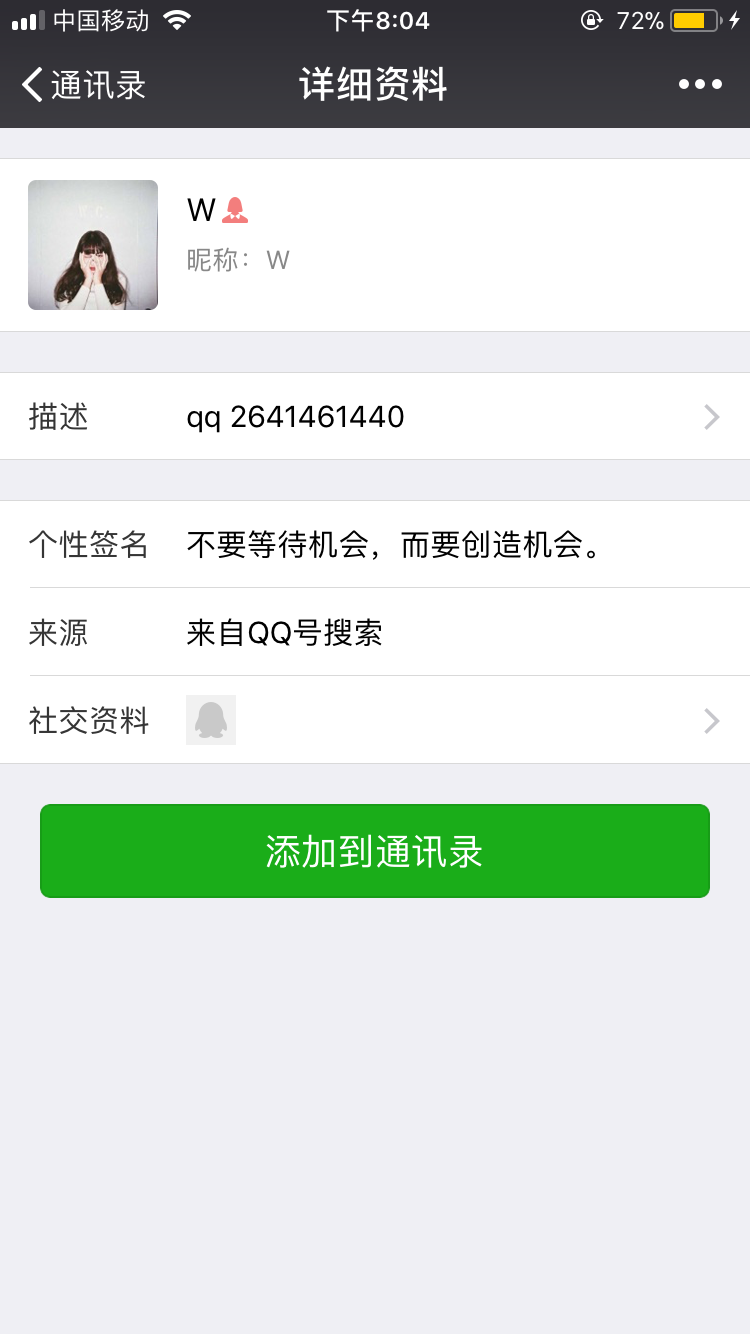 中国移动 下午8:04 72%
通讯录 详细资料
W
昵称： W
描述 qq 2641461440
个性签名 不要等待机会，而要创造机会。
来源 来自QQ号搜索
社交资料
添加到通讯录